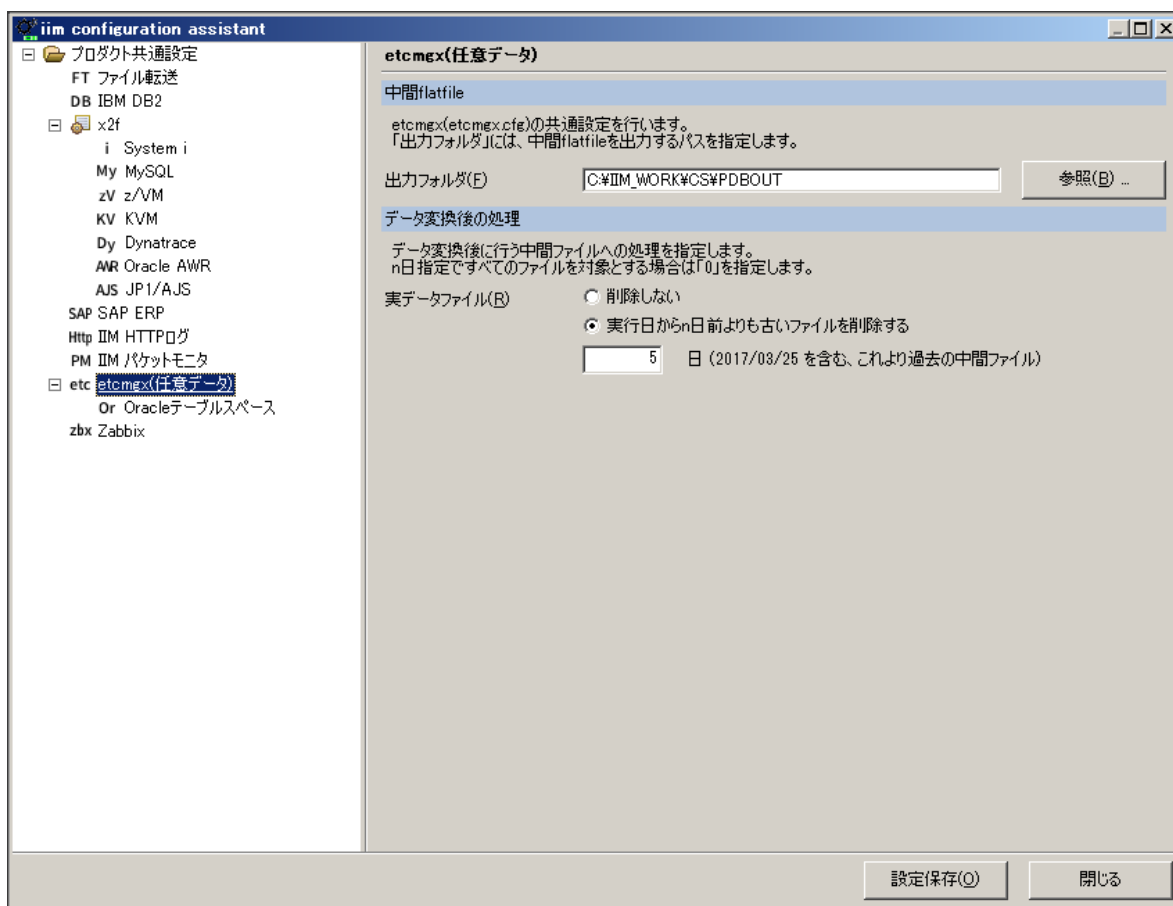 iim configuration assistant
プロダクト共通設定
FT ファイル転送
DB IBM DB2
x2f
i System i
My MySQL
zV z/VM
KV KVM
Dy Dynatrace
AWR Oracle AWR
AJS JP1/AJS
SAP SAP ERP
Http IIM HTTPログ
PM IIM パケットモニタ
etc etcmgx(任意データ)
Or Oracleテーブルスペース
zbx Zabbix
etcmgx(任意データ)
中間flatfile
etcmgx(etcmgx.cfg)の共通設定を行います。
「出力フォルダ」には、中間flatfileを出力するパスを指定します。
出力フォルダ(F) C:¥IIM_WORK¥CS¥PDBOUT 参照(B) ...
データ変換後の処理
データ変換後に行う中間ファイルへの処理を指定します。
n日指定ですべてのファイルを対象とする場合は「0」を指定します。
実データファイル(R) 削除しない
実行日からn日前よりも古いファイルを削除する
5 日 (2017/03/25 を含む、これより過去の中間ファイル)
設定保存(O) 閉じる